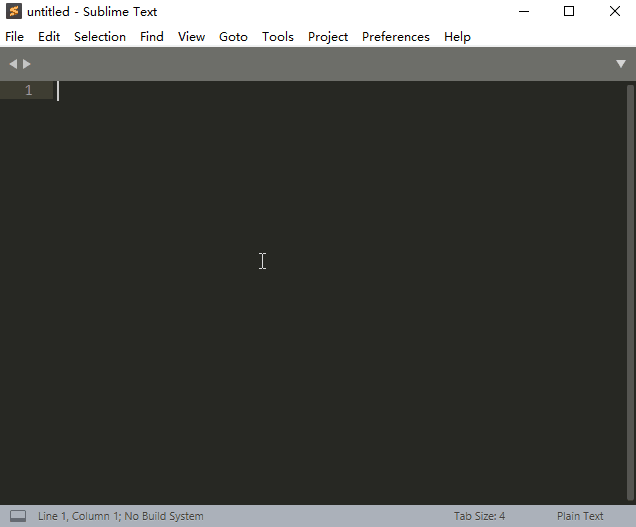 untitled - Sublime Text
File Edit Selection Find View Goto Tools Project Preferences Help
1
Line 1, Column 1; No Build System Tab Size: 4 Plain Text